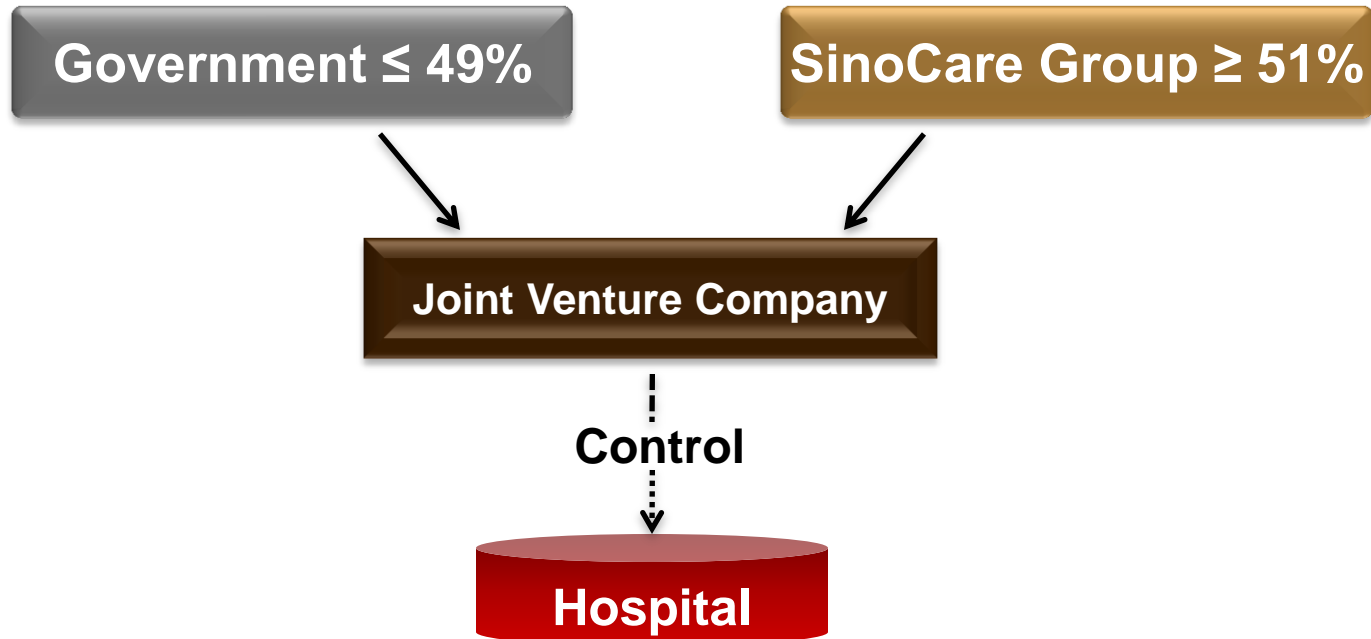 Government ≤ 49%
SinoCare Group ≥ 51%
Joint Venture Company
Control
Hospital